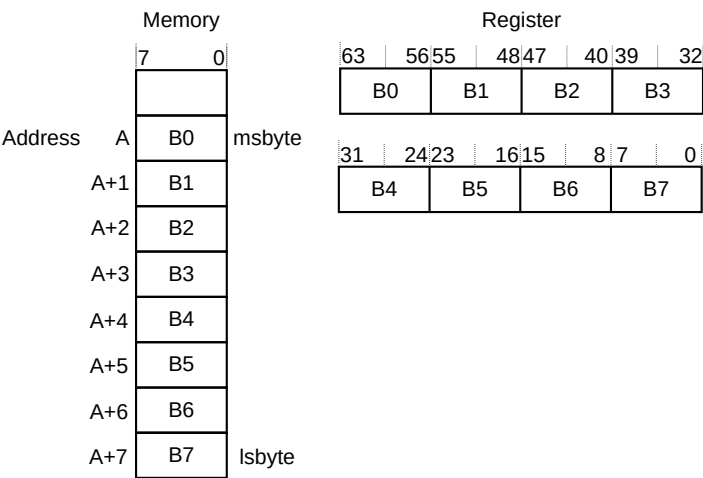 Memory
Register
7 0
63 56 55 48 47 40 39 32
B0 B1 B2 B3
Address A B0 msbyte
31 24 23 16 15 8 7 0
B4 B5 B6 B7
A+1 B1
A+2 B2
A+3 B3
A+4 B4
A+5 B5
A+6 B6
A+7 B7 lsbyte